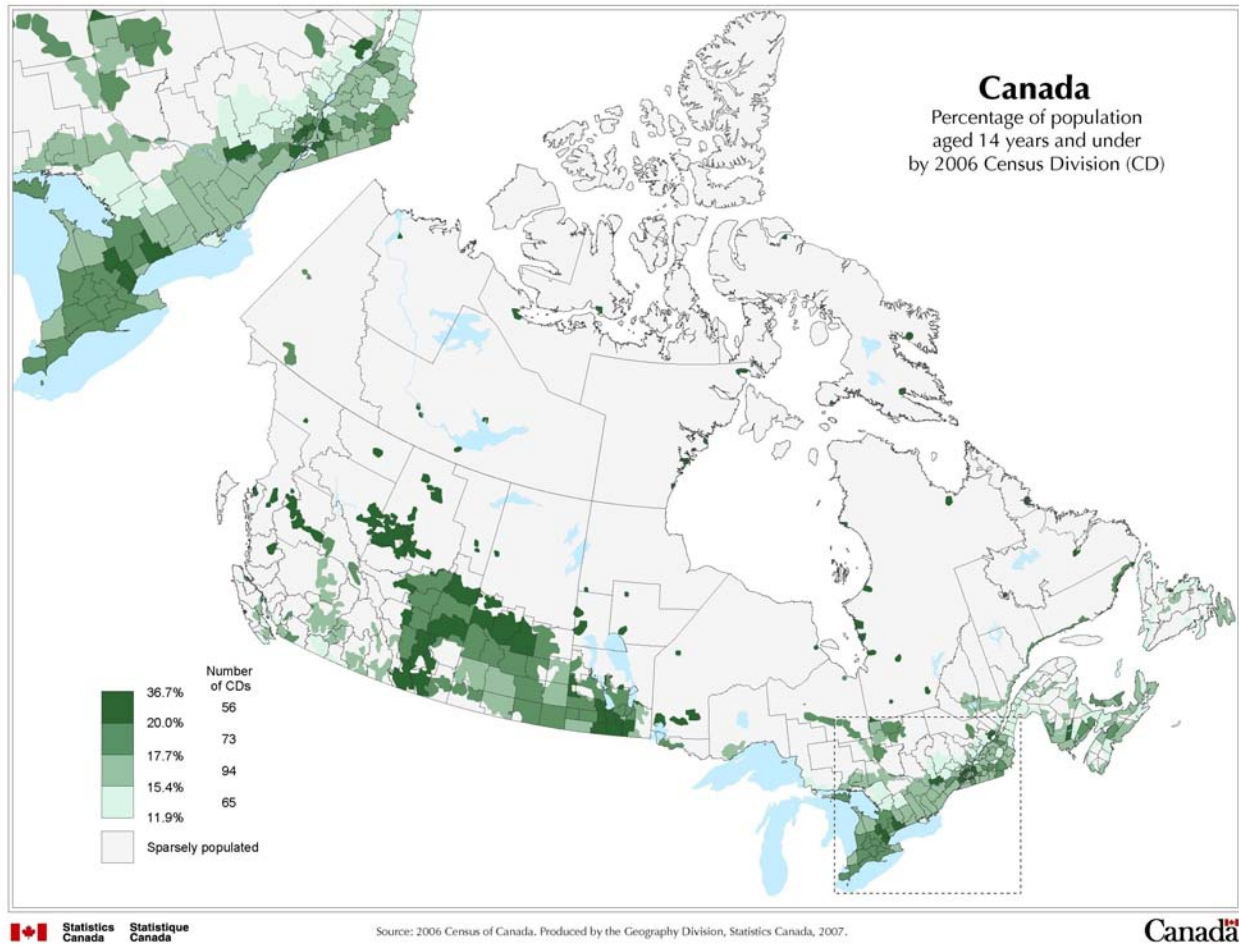 Canada
Percentage of population
aged 14 years and under
by 2006 Census Division (CD)
Number
of CDs
36.7%
56
20.0%
73
17.7%
94
15.4%
65
11.9%
Sparsely populated
Statistics Statistique
Canada Canada
Source: 2006 Census of Canada. Produced by the Geography Division, Statistics Canada, 2007.
Canada